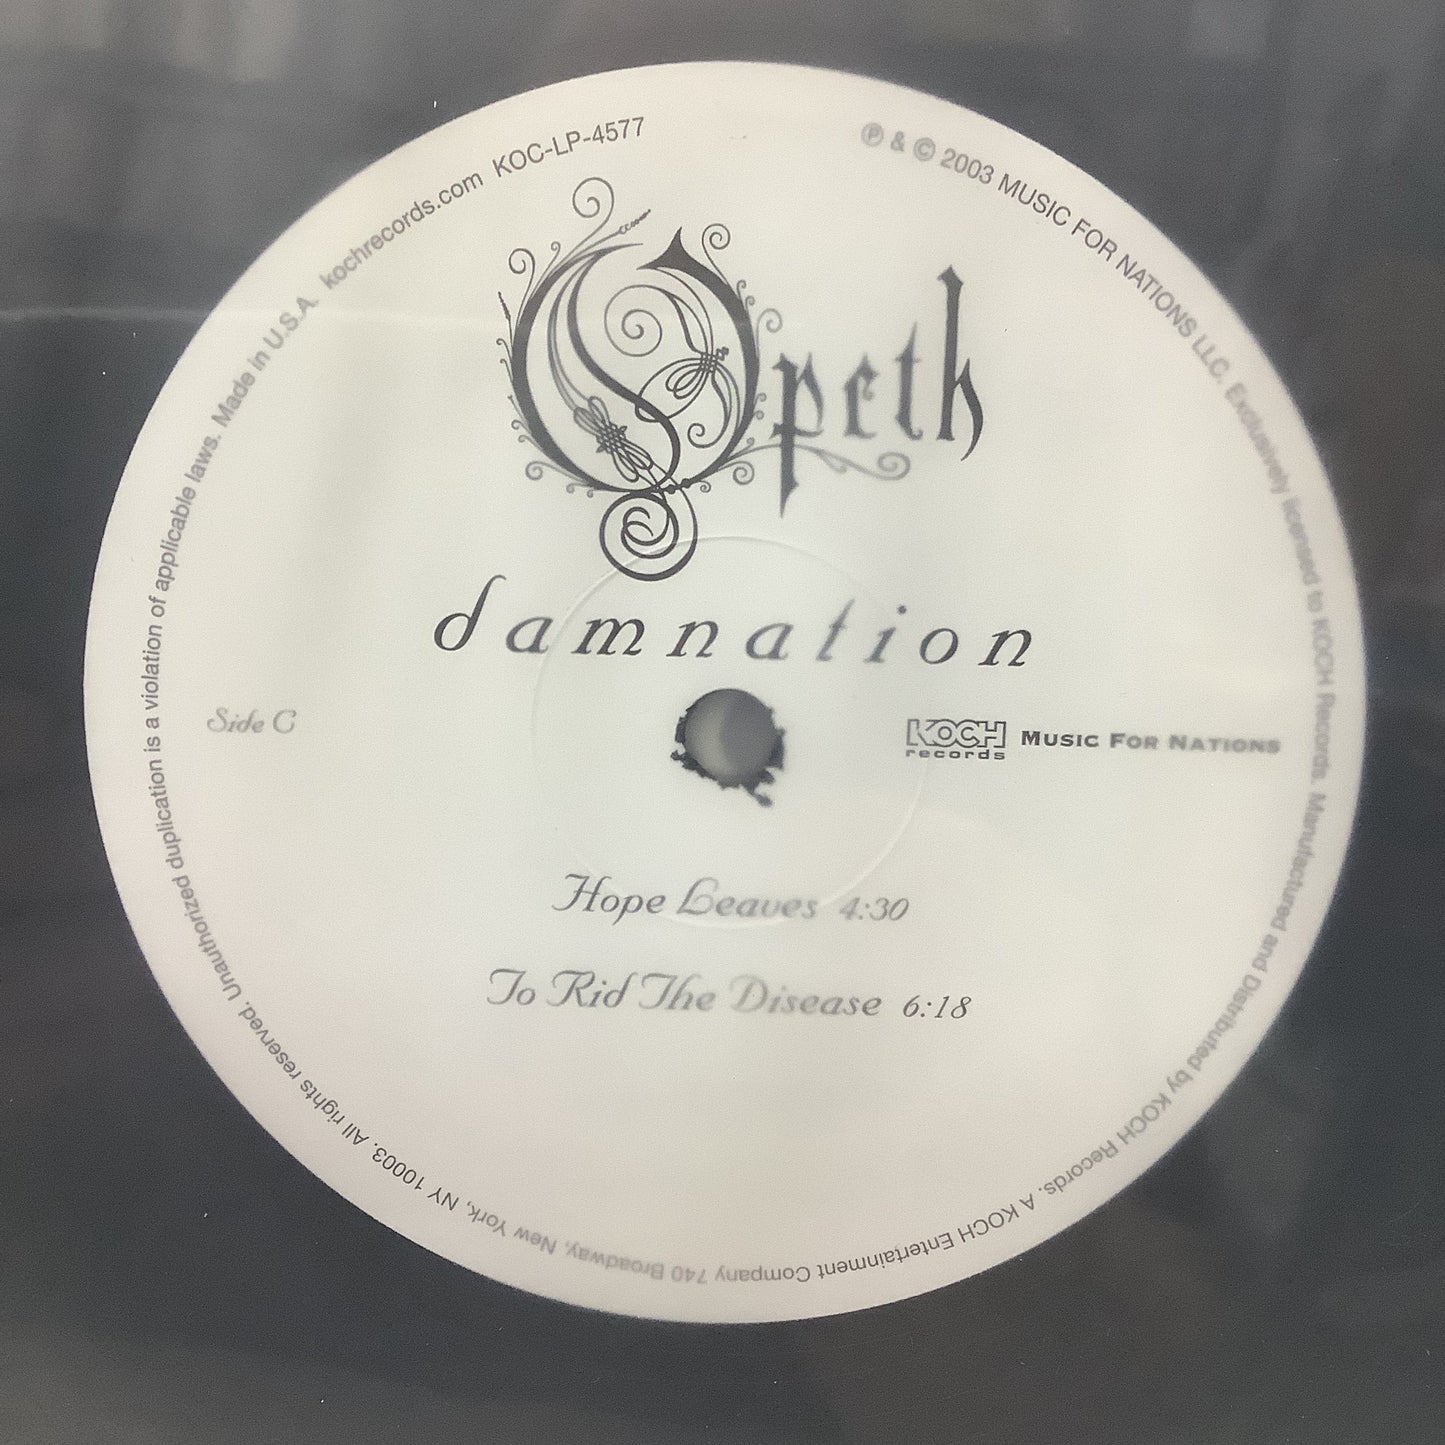 KOC-LP-4577
Opeth
damnation
Side C
KOCH
records
MUSIC FOR NATIONS
Hope Leaves 4:30
To Rid The Disease 6:18
℗ & © 2003 MUSIC FOR NATIONS LLC. Exclusively licensed to KOCH Records. Manufactured and Distributed by KOCH Records. A KOCH Entertainment Company 740 Broadway, New York, NY 10003. All rights reserved. Unauthorized duplication is a violation of applicable laws. Made in U.S.A. kochrecords.com